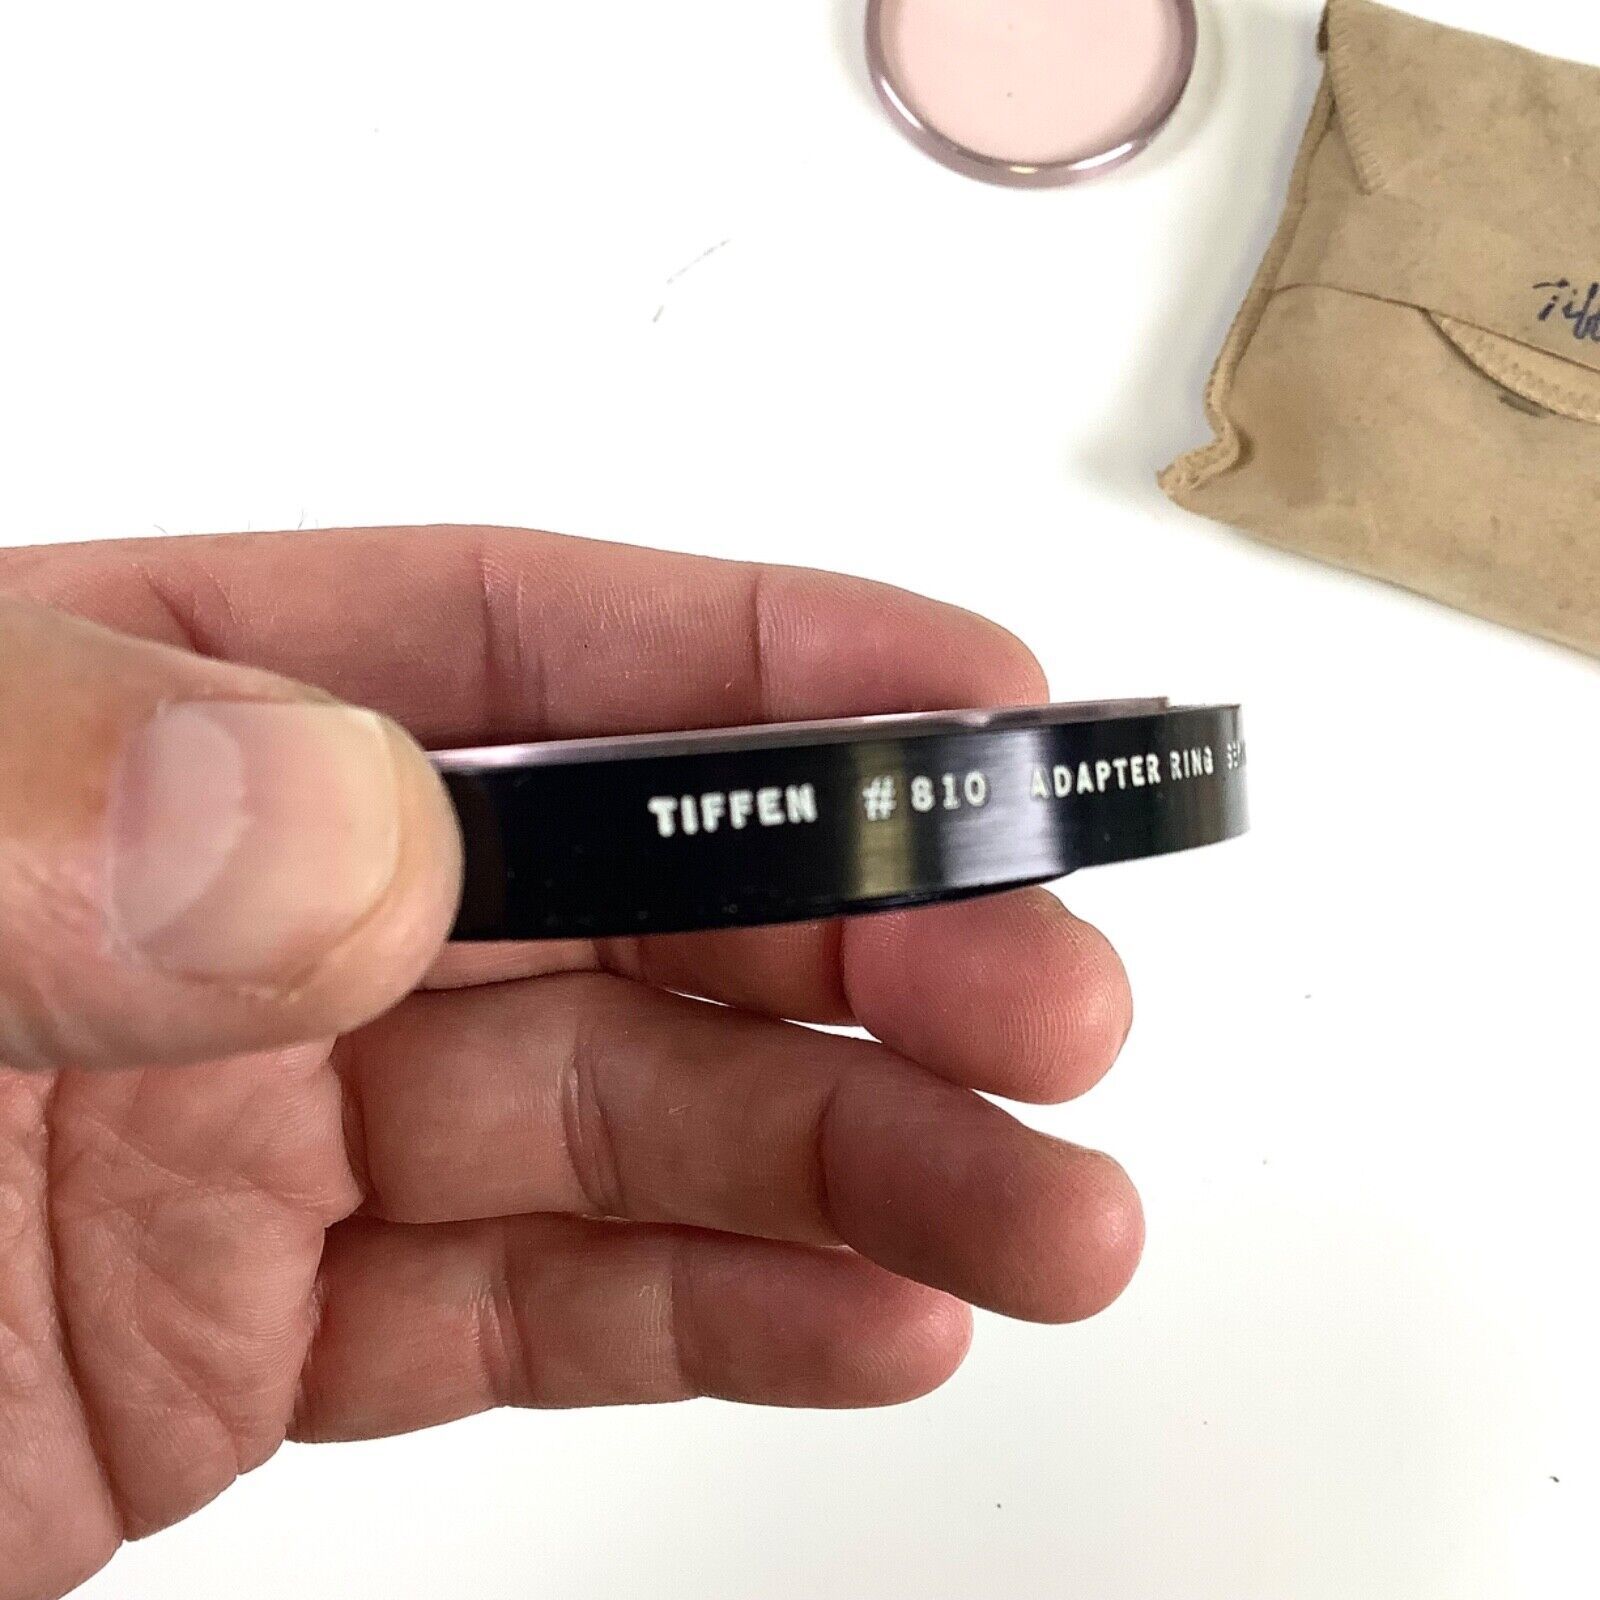 TIFFEN #810 ADAPTER RING